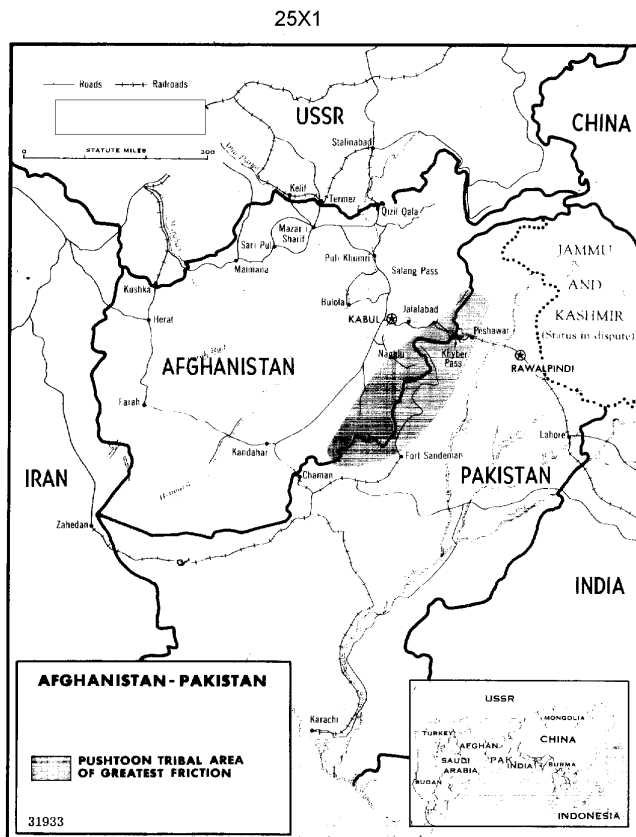 25X1
Roads Railroads
STATUTE MILES
0 300
USSR
CHINA
Stalinabad
Kelif
Termez
Qizil Qala
Mazar i
Sharif
Sari Pul
Maimana
Pull Khumri
Salang Pass
JAMMU
AND
KASHMIR
(Status in dispute)
Kushka
Bulola
Herat
KABUL
Jalalabad
Peshawar
Khyber
Pass
RAWALPINDI
AFGHANISTAN
Farah
Lahore
Kandahar
Fort Sandeman
IRAN
Chaman
PAKISTAN
Zahedan
INDIA
Karachi
AFGHANISTAN - PAKISTAN
PUSHTOON TRIBAL AREA
OF GREATEST FRICTION
31933
USSR
MONGOLIA
TURKEY
CHINA
AFGHAN
PAK
SAUDI
ARABIA
INDIA
BURMA
SUDAN
INDONESIA